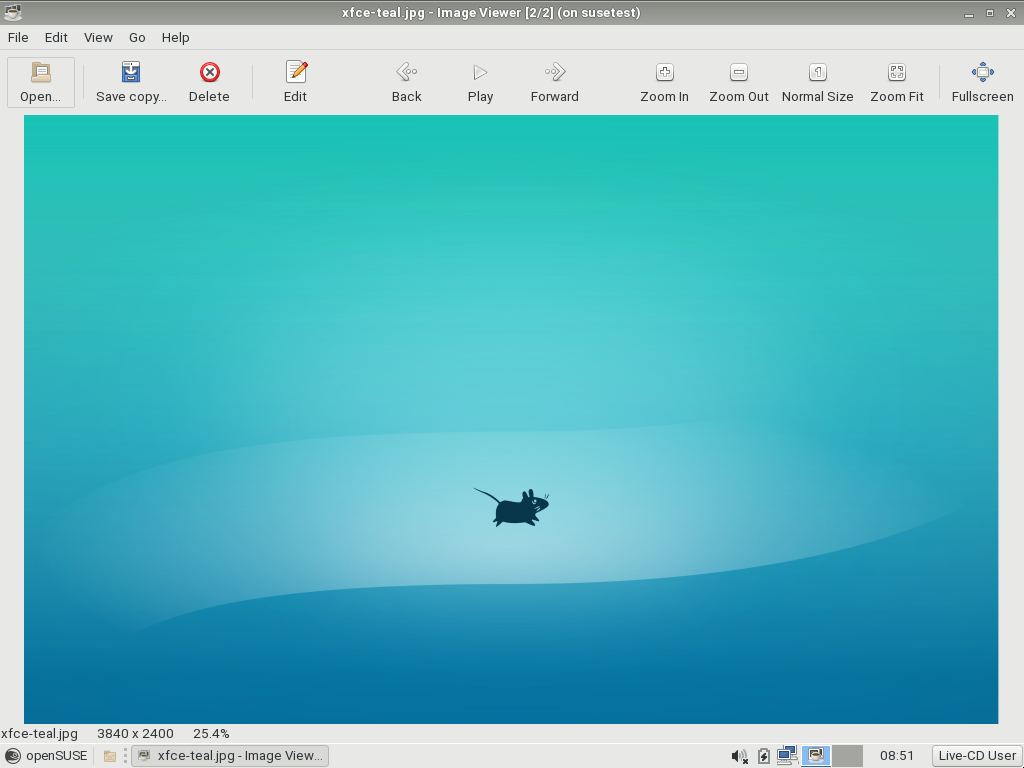 xfce-teal.jpg - Image Viewer [2/2] (on susetest)
File Edit View Go Help
Open... Save copy... Delete Edit Back Play Forward Zoom In Zoom Out Normal Size Zoom Fit Fullscreen
xfce-teal.jpg 3840 x 2400 25.4%
openSUSE xfce-teal.jpg - Image View... 08:51 Live-CD User